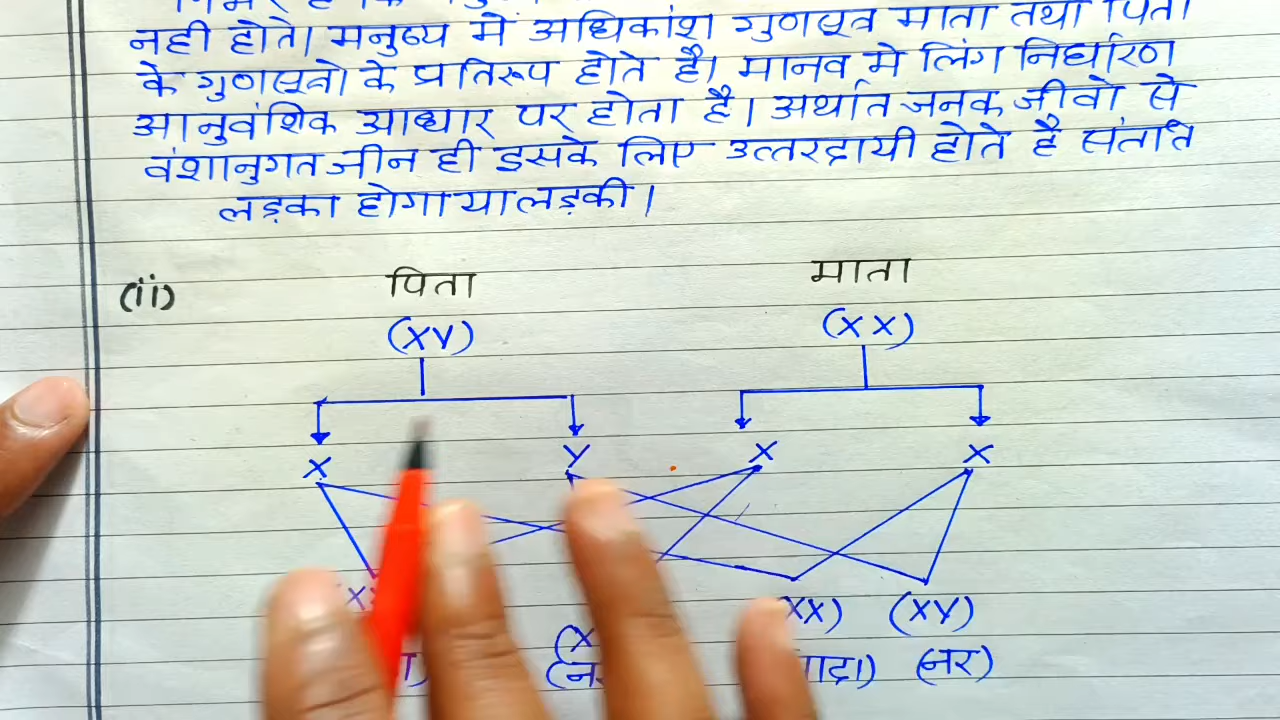 नही होते। मनुष्य में अधिकांश गुणसूत्र माता तथा पिता
के गुणसूत्रो के प्रतिरूप होते है। मानव मे लिंग निर्धारण
आनुवंशिक आधार पर होता है। अर्थात जनक जीवो से
वंशानुगत जीन ही इसके लिए उत्तरदायी होते है संतति
लड़का होगा या लड़की।
(ii) पिता माता
(XY) (XX)
X Y X X
(XX) (XY)
(नर)